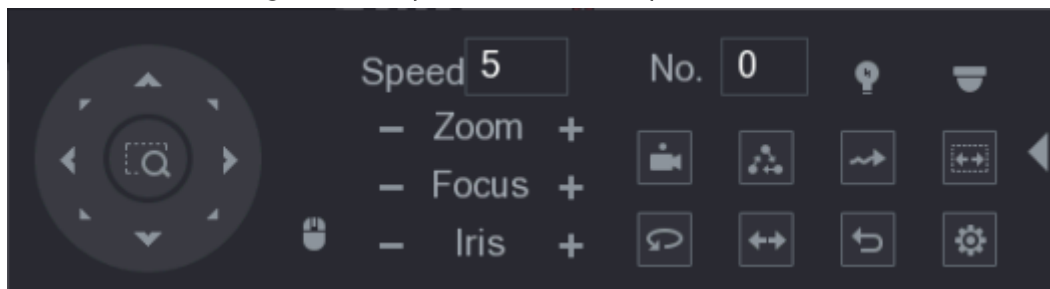 Speed 5 No. 0
– Zoom +
– Focus +
– Iris +